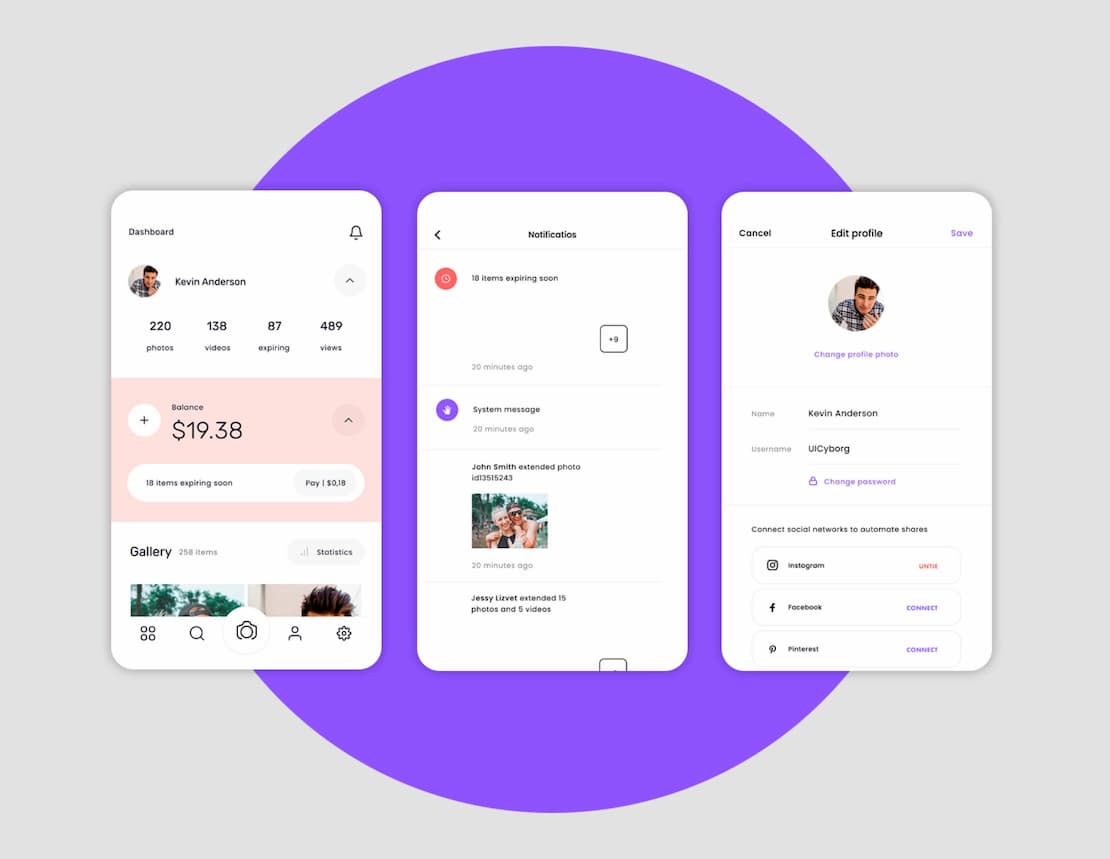 Dashboard
Kevin Anderson
220 138 87 489
photos videos expiring views
Balance
$19.38
18 items expiring soon Pay | $0,18
Gallery 258 items Statistics
Notificatios
18 items expiring soon
+9
20 minutes ago
System message
20 minutes ago
John Smith extended photo
id13515243
20 minutes ago
Jessy Lizvet extended 15
photos and 5 videos
Cancel Edit profile Save
Change profile photo
Name Kevin Anderson
Username UICyborg
Change password
Connect social networks to automate shares
Instagram UNTIE
Facebook CONNECT
Pinterest CONNECT